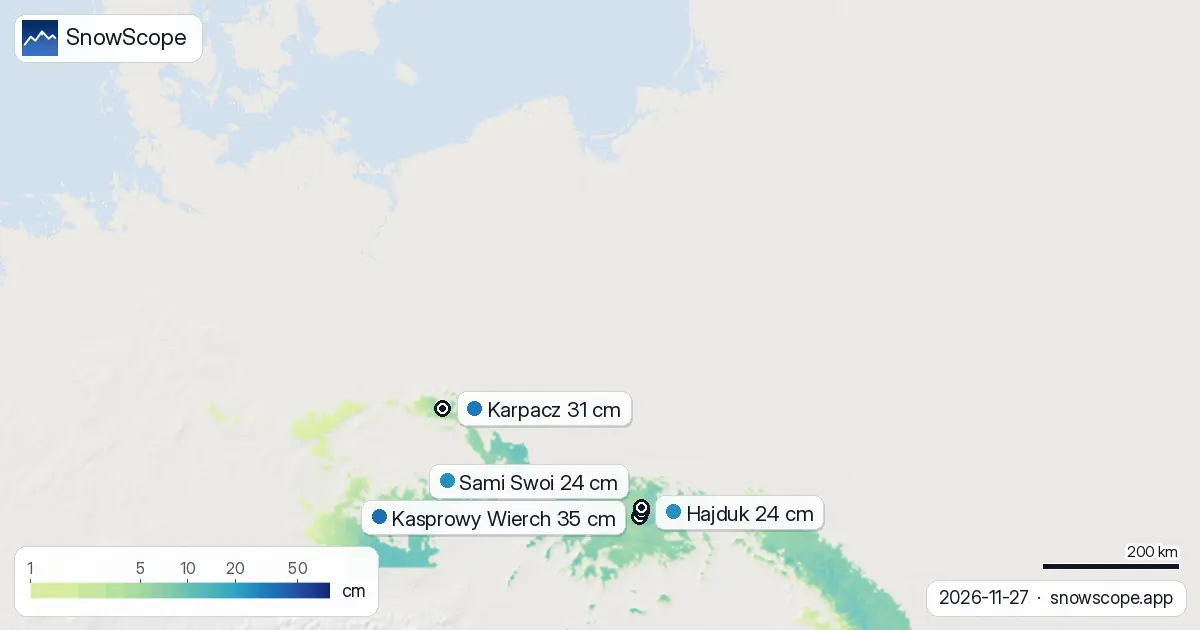 SnowScope
Karpacz 31 cm
Sami Swoi 24 cm
Kasprowy Wierch 35 cm
Hajduk 24 cm
1 5 10 20 50
cm
200 km
2026-11-27 · snowscope.app